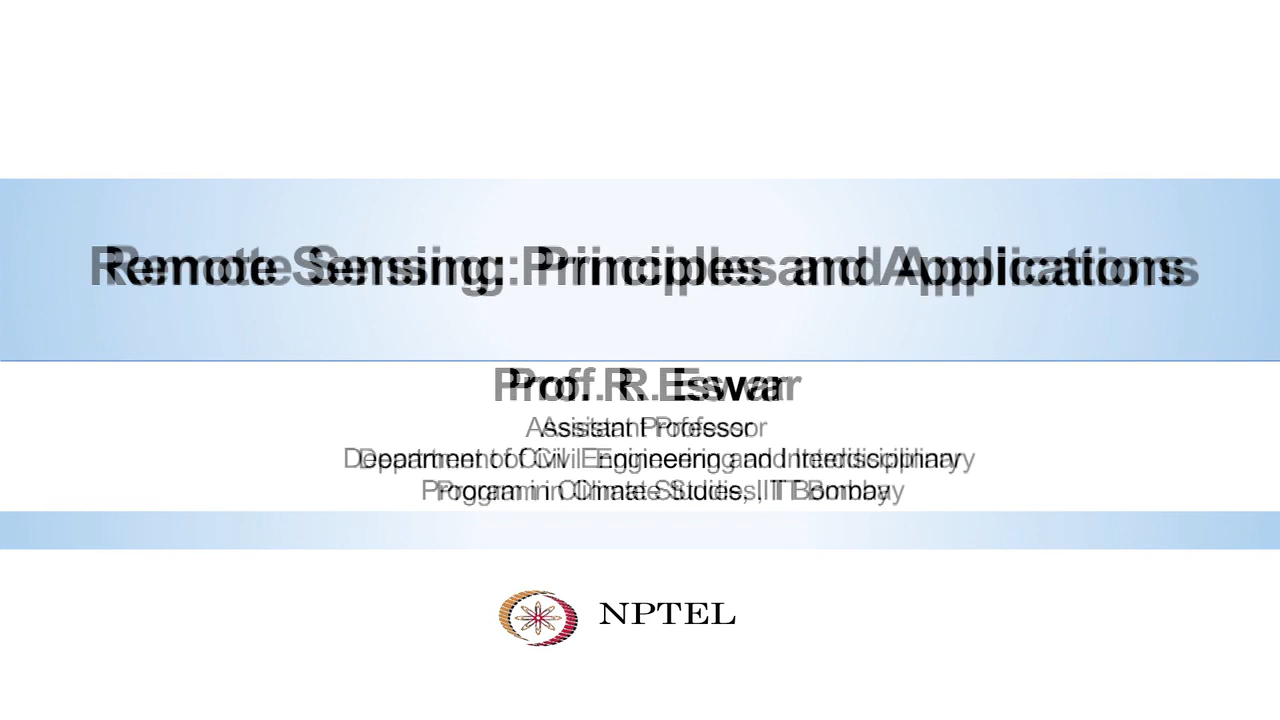 Remote Sensing: Principles and Applications
Prof. R. Eswar
Assistant Professor
Department of Civil Engineering and Interdisciplinary
Program in Climate Studies, IIT Bombay
NPTEL